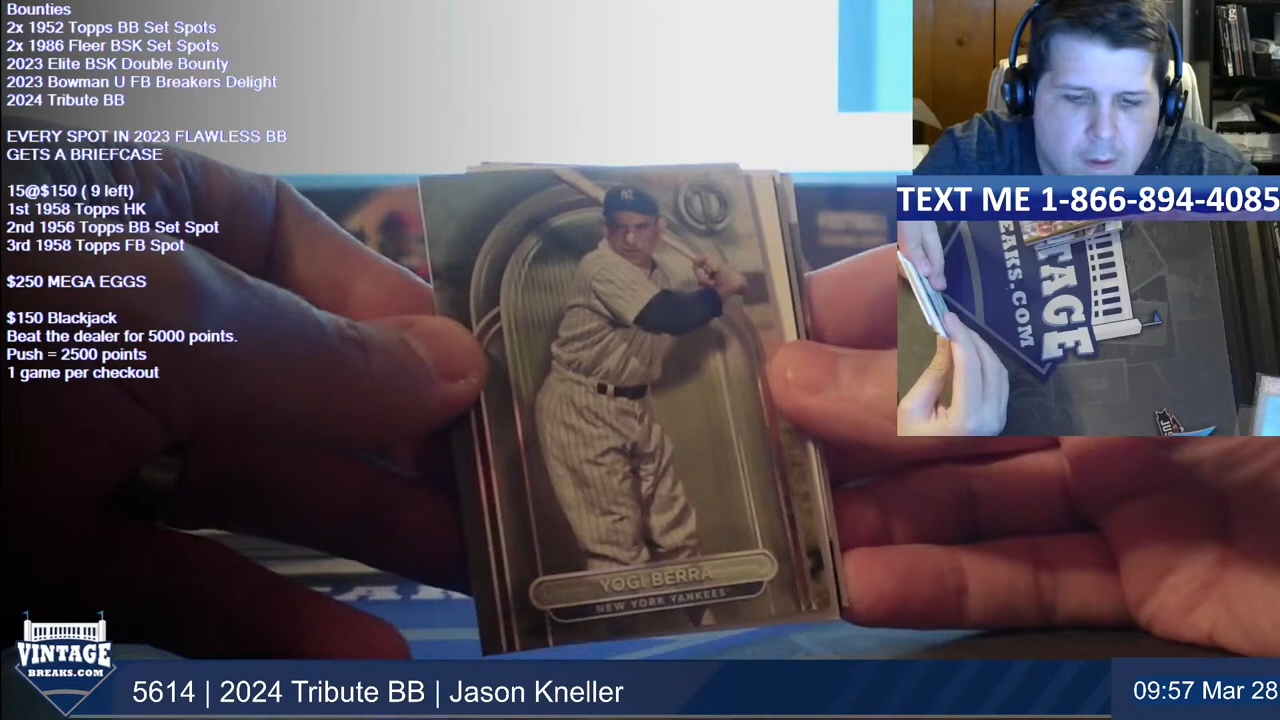 Bounties
2x 1952 Topps BB Set Spots
2x 1986 Fleer BSK Set Spots
2023 Elite BSK Double Bounty
2023 Bowman U FB Breakers Delight
2024 Tribute BB
EVERY SPOT IN 2023 FLAWLESS BB
GETS A BRIEFCASE
15@$150 ( 9 left)
1st 1958 Topps HK
2nd 1956 Topps BB Set Spot
3rd 1958 Topps FB Spot
$250 MEGA EGGS
$150 Blackjack
Beat the dealer for 5000 points.
Push = 2500 points
1 game per checkout
TEXT ME 1-866-894-4085
EAKS.COM
TAGE
YOGI BERRA
NEW YORK YANKEES
VINTAGE
BREAKS.COM
5614 | 2024 Tribute BB | Jason Kneller
09:57 Mar 28